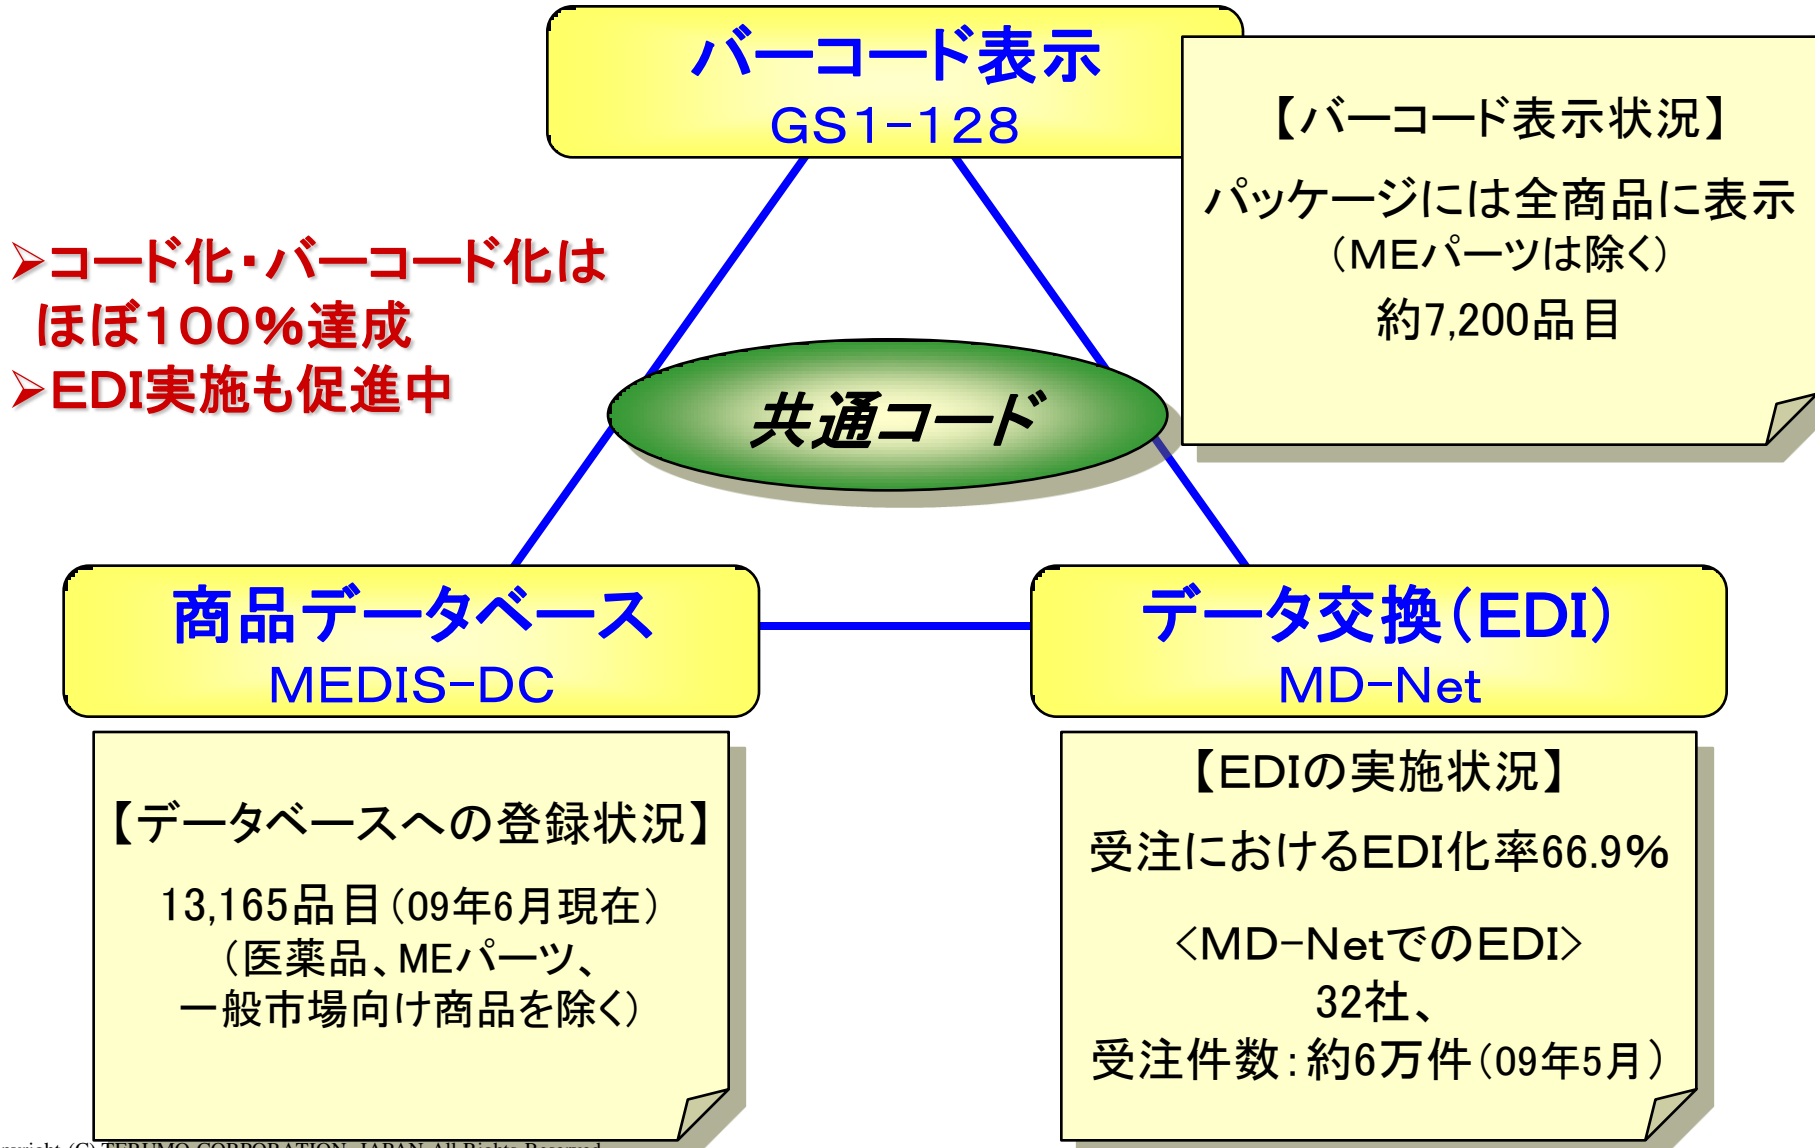 バーコード表示
GS1-128
【バーコード表示状況】
パッケージには全商品に表示
（MEパーツは除く）
約7,200品目
➢コード化・バーコード化は
ほぼ100%達成
➢EDI実施も促進中
共通コード
商品データベース
MEDIS-DC
データ交換（EDI）
MD-Net
【データベースへの登録状況】
13,165品目（09年6月現在）
（医薬品、MEパーツ、
一般市場向け商品を除く）
【EDIの実施状況】
受注におけるEDI化率66.9%
<MD-NetでのEDI>
32社、
受注件数：約6万件（09年5月）
(C) TERUMO CORPORATION, JAPAN All Rights Reserved